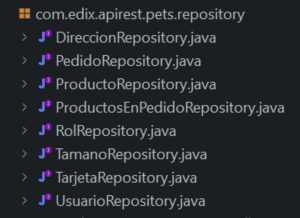 com.edix.apirest.pets.repository
DireccionRepository.java
PedidoRepository.java
ProductoRepository.java
ProductosEnPedidoRepository.java
RolRepository.java
TamanoRepository.java
TarjetaRepository.java
UsuarioRepository.java